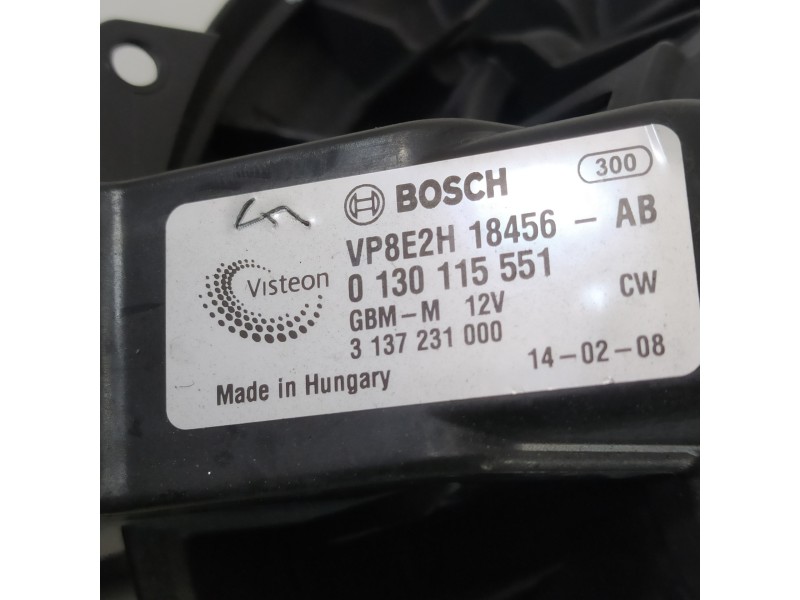 300
BOSCH
VP8E2H 18456 - AB
Visteon
0 130 115 551
CW
GBM-M 12V
3 137 231 000
14-02-08
Made in Hungary